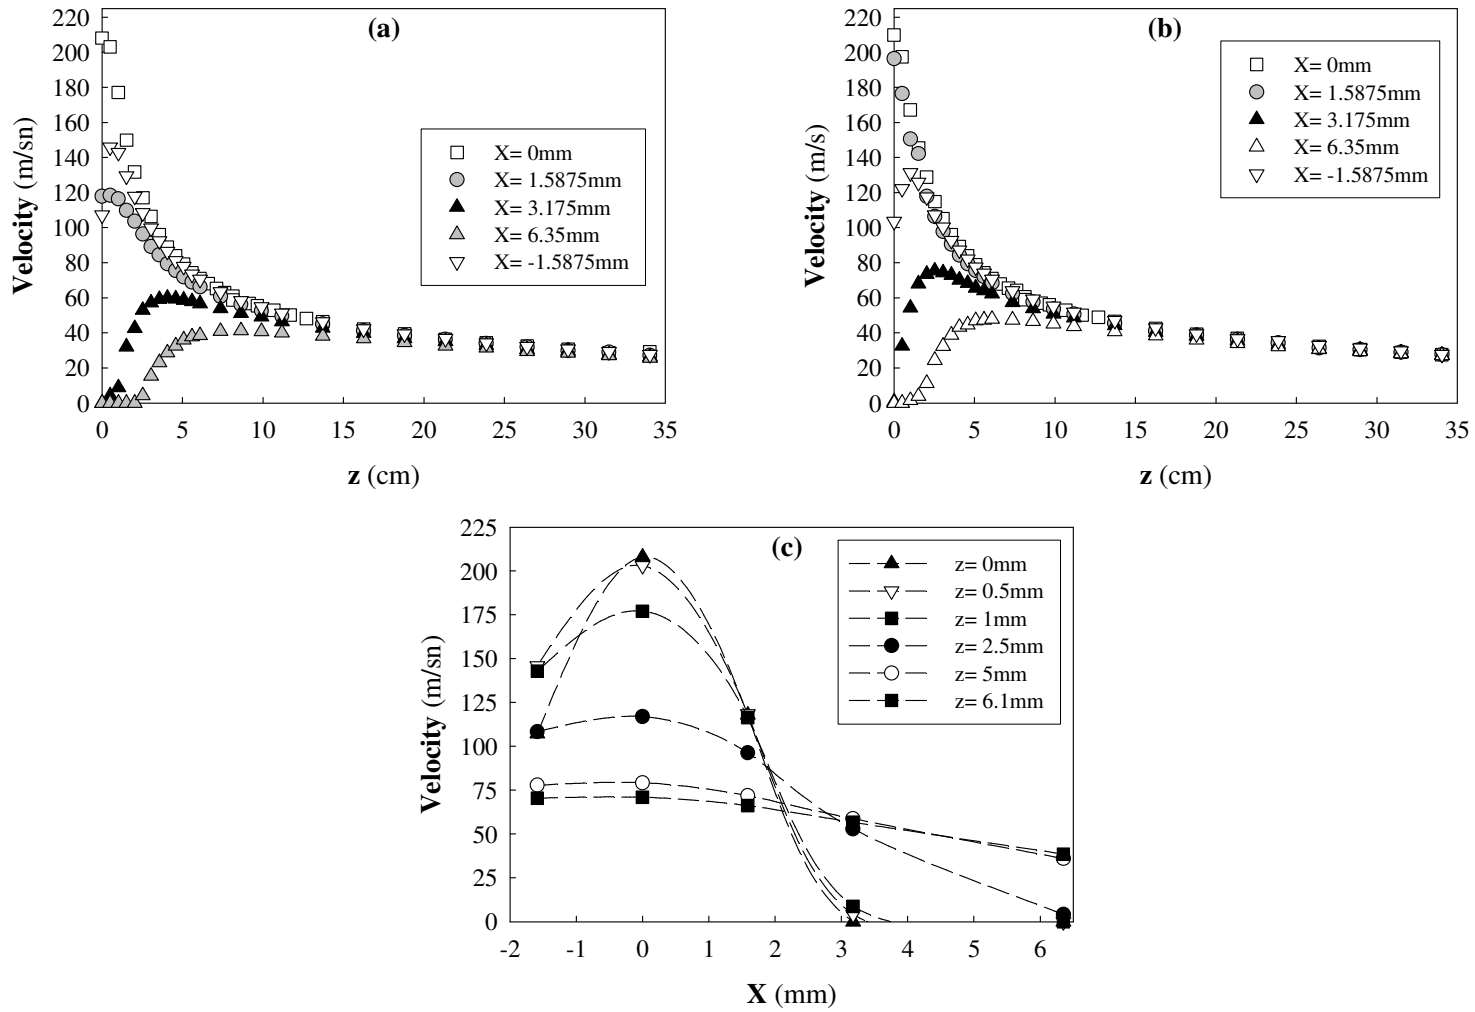 (a)
Velocity (m/sn)
220
200
180
160
140
120
100
80
60
40
20
0
0 5 10 15 20 25 30 35
z (cm)
X= 0mm
X= 1.5875mm
X= 3.175mm
X= 6.35mm
X= -1.5875mm
(b)
Velocity (m/s)
220
200
180
160
140
120
100
80
60
40
20
0
0 5 10 15 20 25 30 35
z (cm)
X= 0mm
X= 1.5875mm
X= 3.175mm
X= 6.35mm
X= -1.5875mm
(c)
Velocity (m/sn)
225
200
175
150
125
100
75
50
25
0
-2 -1 0 1 2 3 4 5 6
X (mm)
z= 0mm
z= 0.5mm
z= 1mm
z= 2.5mm
z= 5mm
z= 6.1mm